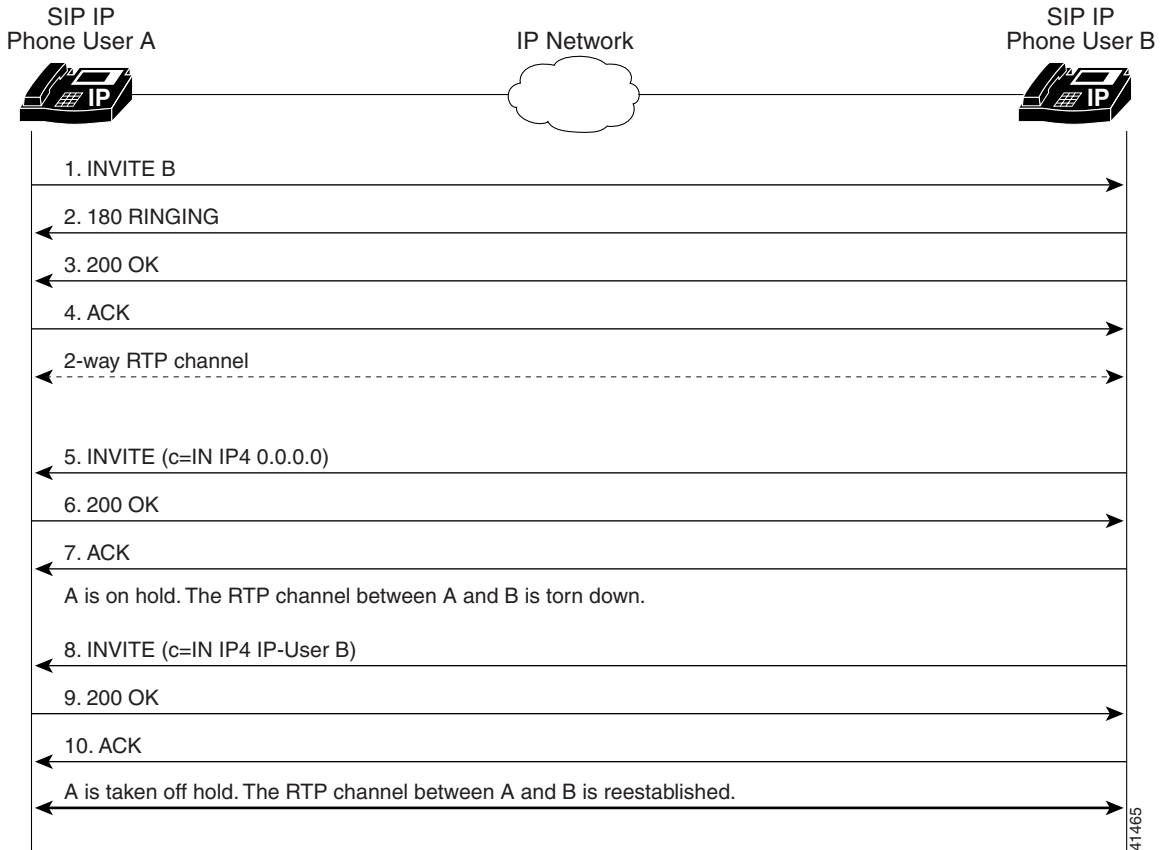 SIP IP
Phone User A
IP Network
SIP IP
Phone User B
IP
IP
1. INVITE B
2. 180 RINGING
3. 200 OK
4. ACK
2-way RTP channel
5. INVITE (c=IN IP4 0.0.0.0)
6. 200 OK
7. ACK
A is on hold. The RTP channel between A and B is torn down.
8. INVITE (c=IN IP4 IP-User B)
9. 200 OK
10. ACK
A is taken off hold. The RTP channel between A and B is reestablished.
41465